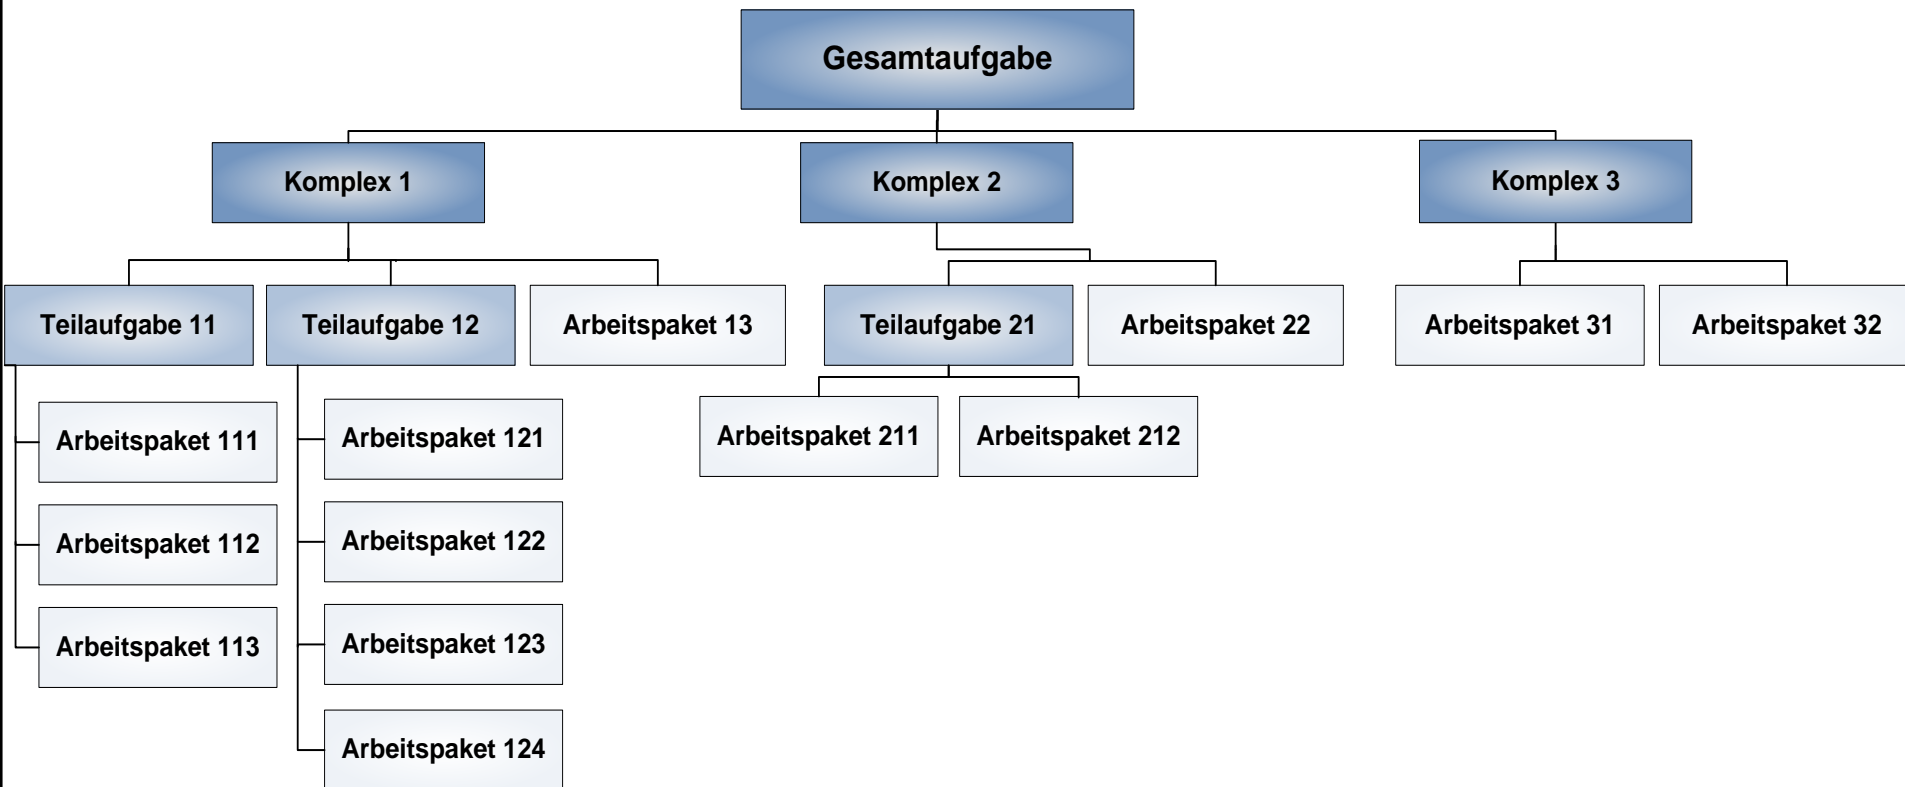 Gesamtaufgabe
Komplex 1
Komplex 2
Komplex 3
Teilaufgabe 11
Teilaufgabe 12
Arbeitspaket 13
Teilaufgabe 21
Arbeitspaket 22
Arbeitspaket 31
Arbeitspaket 32
Arbeitspaket 111
Arbeitspaket 121
Arbeitspaket 211
Arbeitspaket 212
Arbeitspaket 112
Arbeitspaket 122
Arbeitspaket 113
Arbeitspaket 123
Arbeitspaket 124